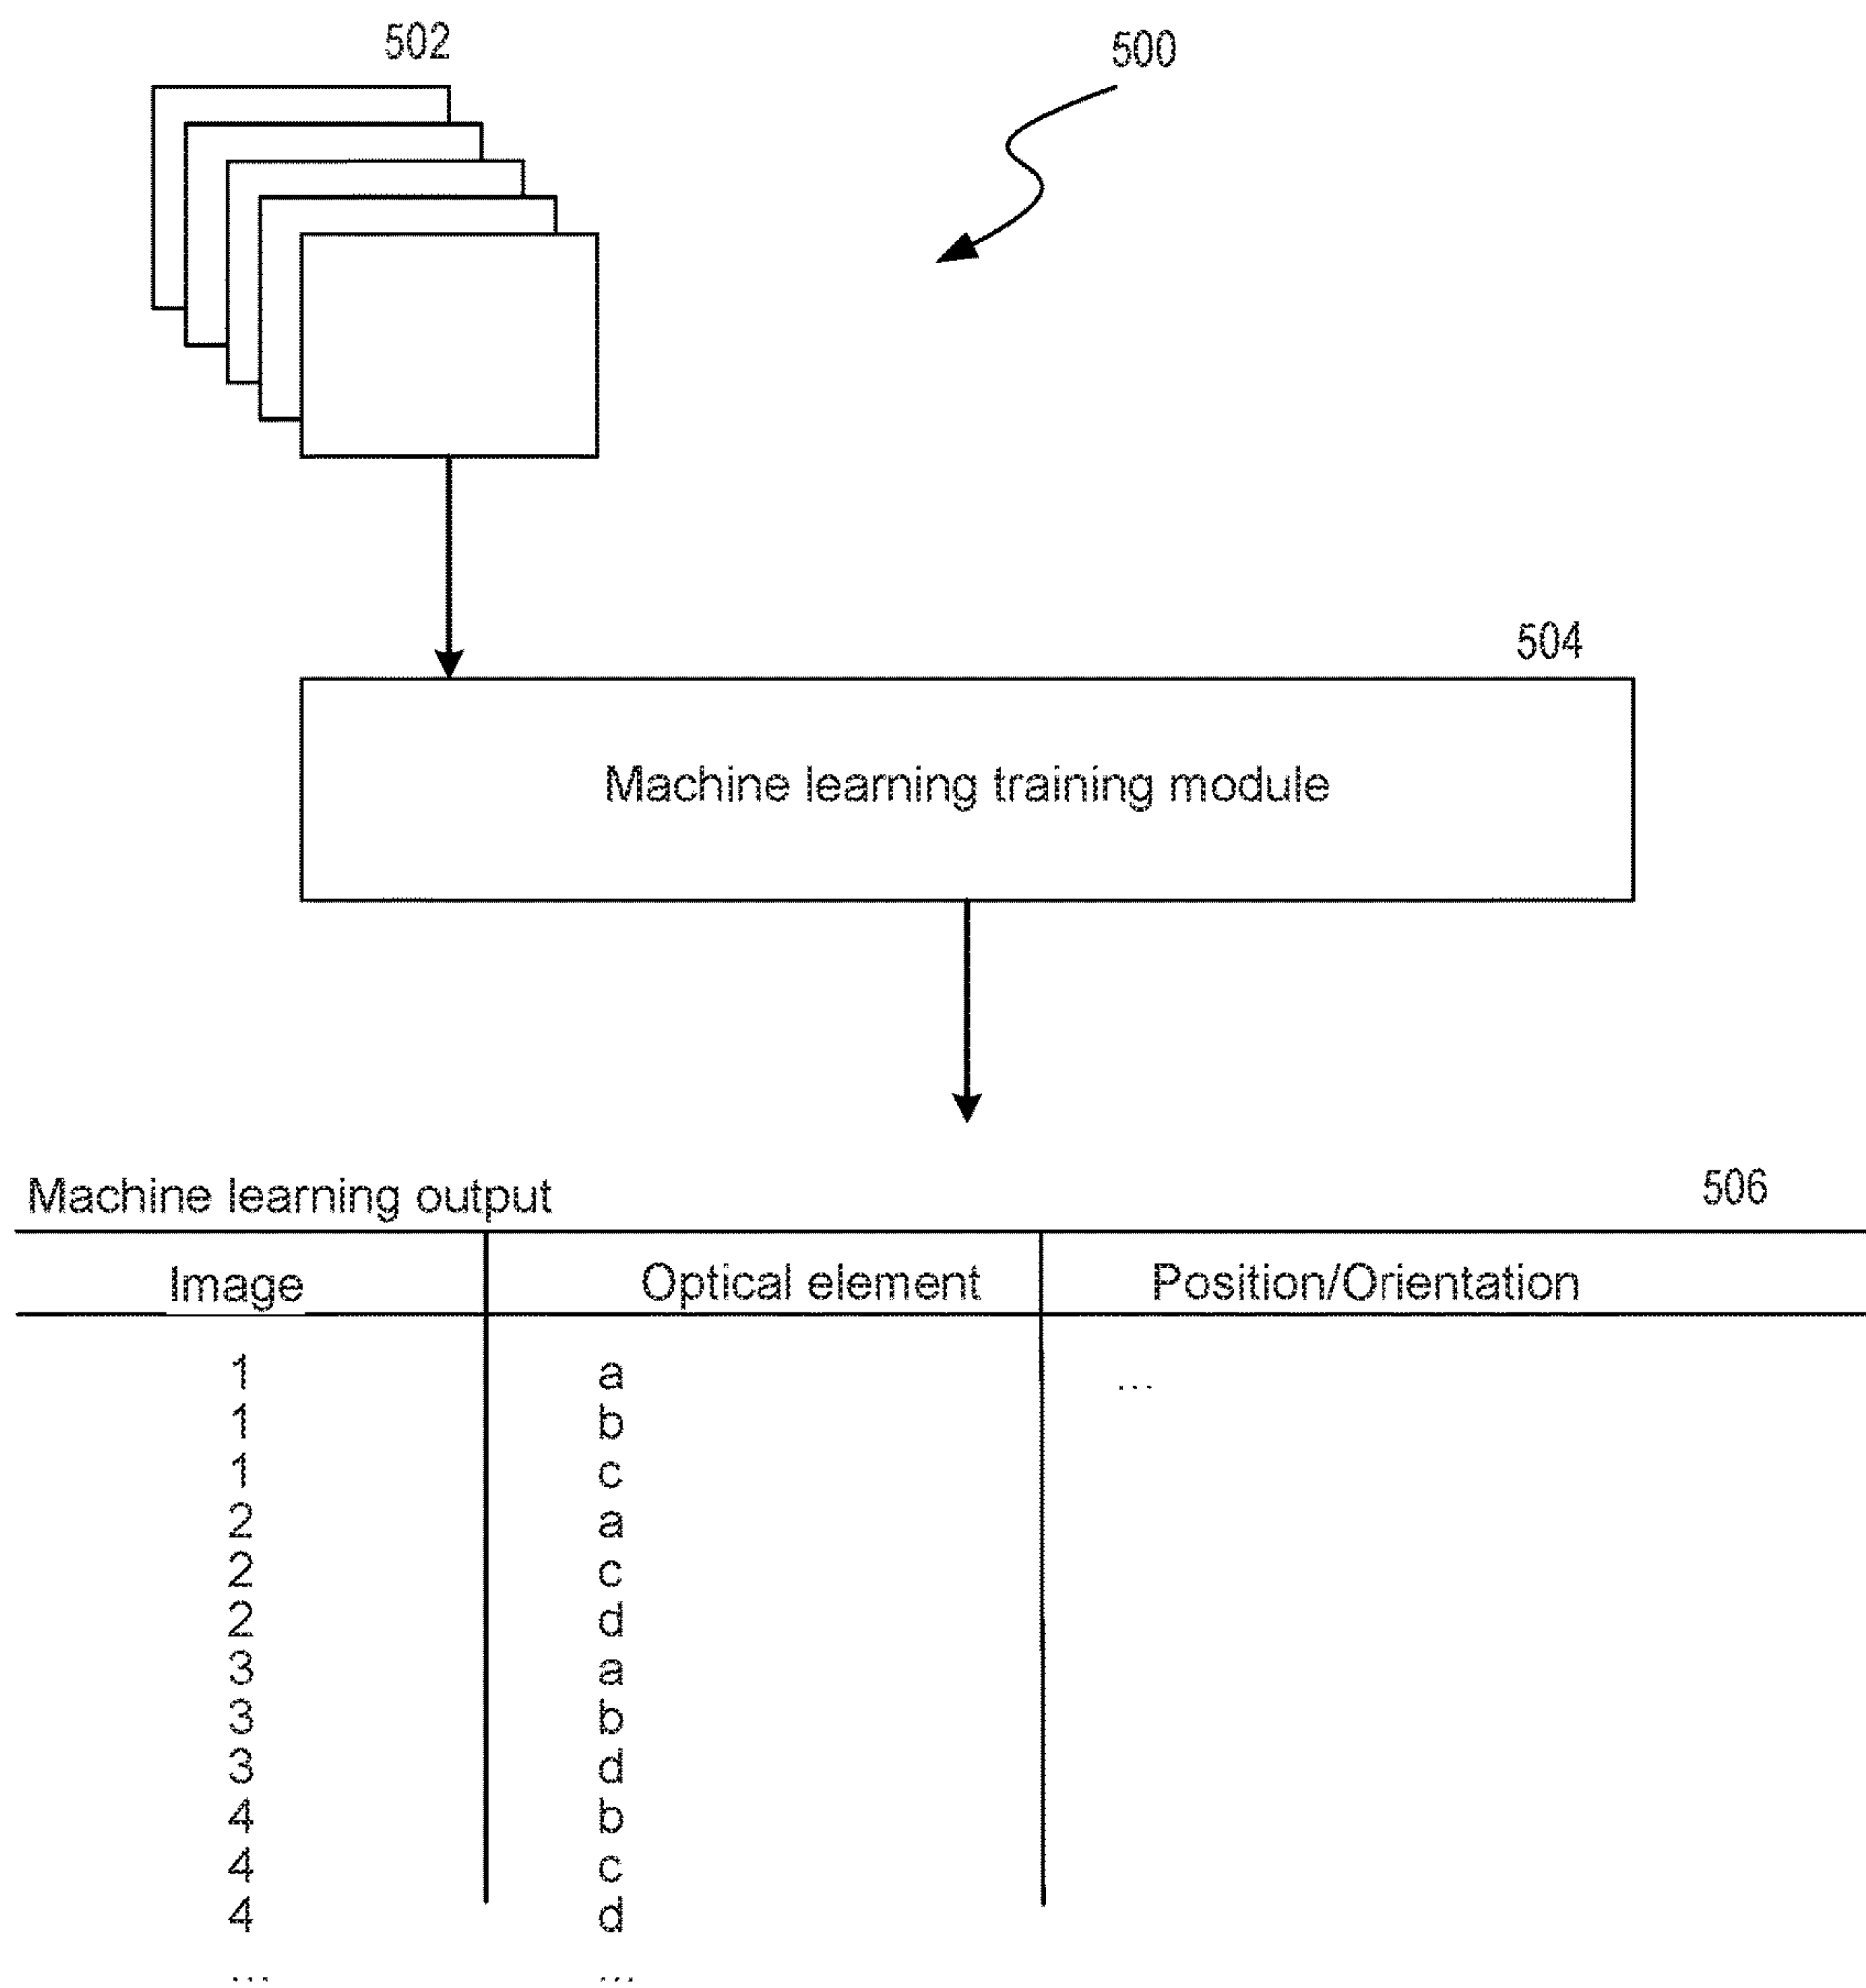 502
500
504
Machine learning training module
Machine learning output 506
Image Optical element Position/Orientation
1 a ...
1 b
1 c
2 a
2 c
2 d
3 a
3 b
3 d
4 b
4 c
4 d
... ...